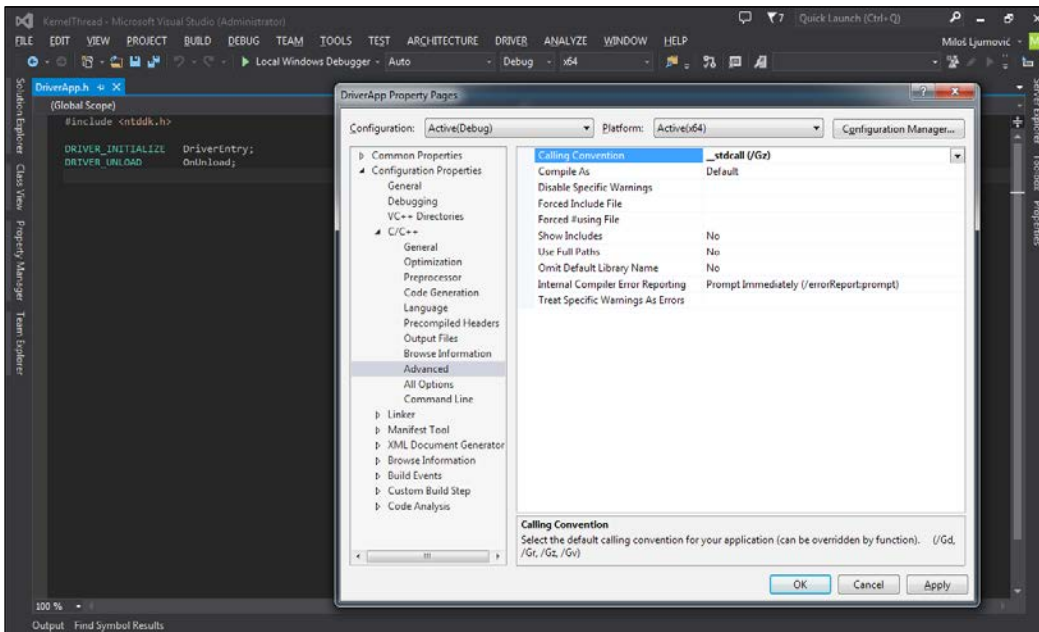 KernelThread - Microsoft Visual Studio (Administrator)
7
Quick Launch (Ctrl+Q)
FILE EDIT VIEW PROJECT BUILD DEBUG TEAM TOOLS TEST ARCHITECTURE DRIVER ANALYZE WINDOW HELP
Miloš Ljumović
Local Windows Debugger
Auto
Debug
x64
Solution Explorer
Class View
Property Manager
Team Explorer
DriverApp.h
(Global Scope)
#include <ntddk.h>
DRIVER_INITIALIZE DriverEntry;
DRIVER_UNLOAD OnUnload;
100 %
Output Find Symbol Results
DriverApp Property Pages
Configuration: Active(Debug) Platform: Active(x64) Configuration Manager...
Common Properties
Configuration Properties
General
Debugging
VC++ Directories
C/C++
General
Optimization
Preprocessor
Code Generation
Language
Precompiled Headers
Output Files
Browse Information
Advanced
All Options
Command Line
Linker
Manifest Tool
XML Document Generator
Browse Information
Build Events
Custom Build Step
Code Analysis
Calling Convention __stdcall (/Gz)
Compile As Default
Disable Specific Warnings
Forced Include File
Forced #using File
Show Includes No
Use Full Paths No
Omit Default Library Name No
Internal Compiler Error Reporting Prompt Immediately (/errorReport:prompt)
Treat Specific Warnings As Errors
Calling Convention
Select the default calling convention for your application (can be overridden by function). (/Gd,
/Gr, /Gz, /Gv)
OK Cancel Apply
Server Explorer
Toolbox
Properties